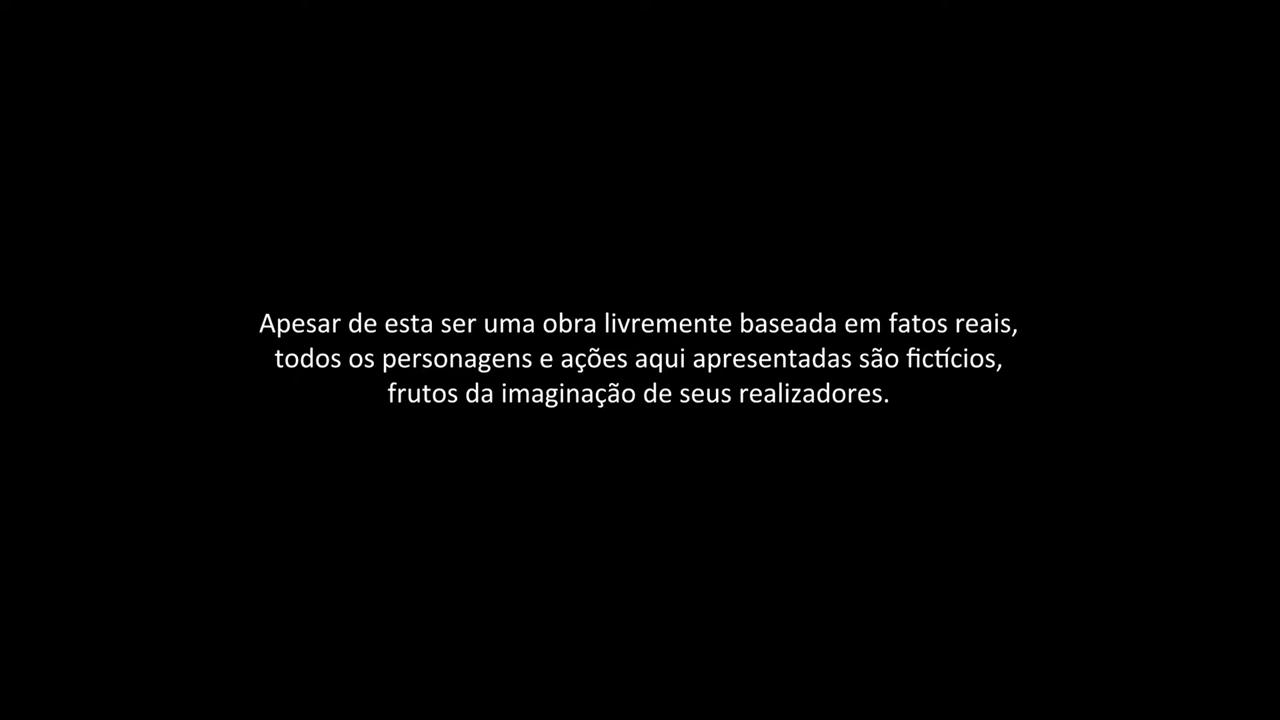 Apesar de esta ser uma obra livremente baseada em fatos reais,
todos os personagens e ações aqui apresentadas são fictícios,
frutos da imaginação de seus realizadores.